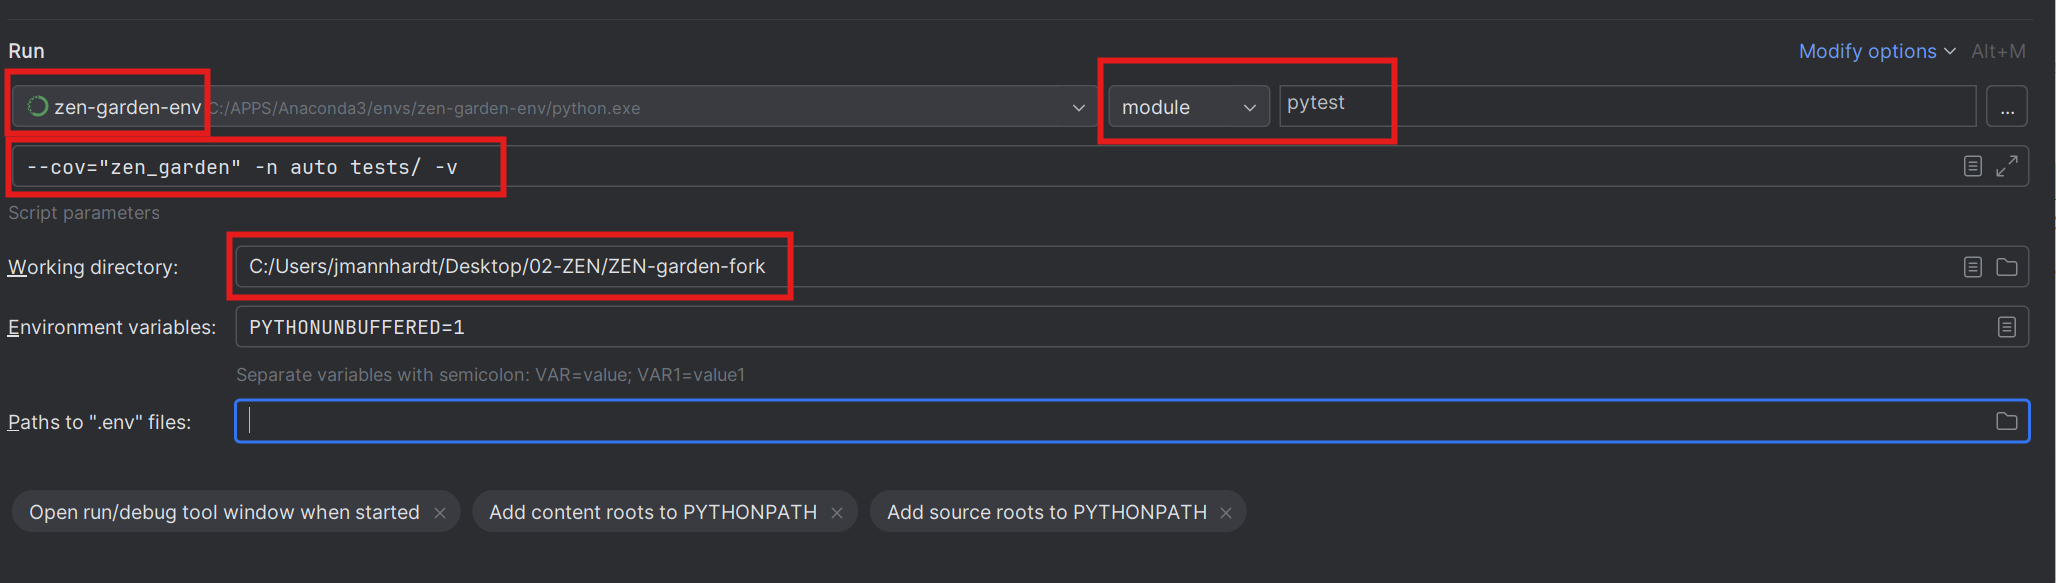 Run
Modify options Alt+M
zen-garden-env C:/APPS/Anaconda3/envs/zen-garden-env/python.exe module pytest ...
--cov="zen_garden" -n auto tests/ -v
Script parameters
Working directory: C:/Users/jmannhardt/Desktop/02-ZEN/ZEN-garden-fork
Environment variables: PYTHONUNBUFFERED=1
Separate variables with semicolon: VAR=value; VAR1=value1
Paths to ".env" files:
Open run/debug tool window when started × Add content roots to PYTHONPATH × Add source roots to PYTHONPATH ×